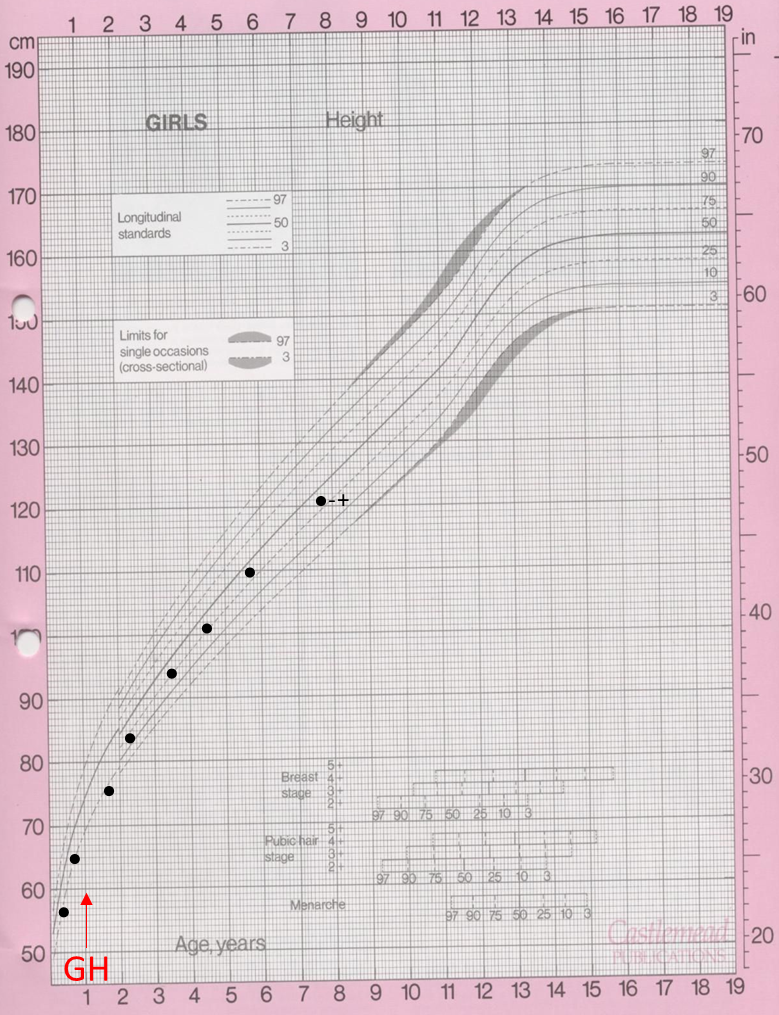 1 2 3 4 5 6 7 8 9 10 11 12 13 14 15 16 17 18 19
cm
in
190
GIRLS Height
180
70
97
170
90
Longitudinal
standards
97
50
3
75
50
160
25
60
10
3
150
Limits for
single occasions
(cross-sectional)
97
3
140
130
50
120
-+
110
40
90
80
30
5+
Breast 4+
stage 3+
2+
97 90 75 50 25 10 3
70
5+
Pubic hair 4+
stage 3+
2+
97 90 75 50 25 10 3
60
Menarche
97 90 75 50 25 10 3
Castlemead
PUBLICATIONS
20
50
Age, years
GH
1 2 3 4 5 6 7 8 9 10 11 12 13 14 15 16 17 18 19